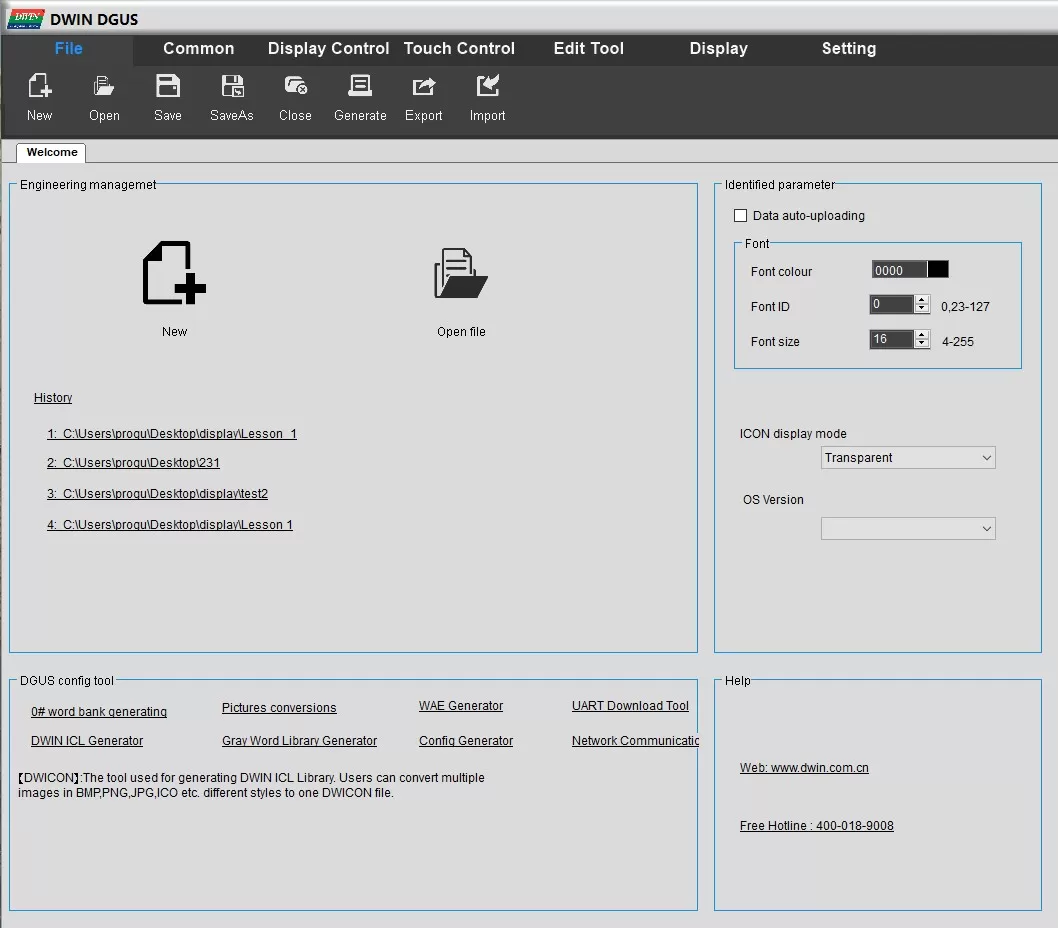 DWIN DWIN DGUS
File Common Display Control Touch Control Edit Tool Display Setting
New Open Save SaveAs Close Generate Export Import
Welcome
Engineering managemet
New
Open file
History
1: C:\Users\proqu\Desktop\display\Lesson_1
2: C:\Users\proqu\Desktop\231
3: C:\Users\proqu\Desktop\display\test2
4: C:\Users\proqu\Desktop\display\Lesson 1
Identified parameter
Data auto-uploading
Font
Font colour 0000
Font ID 0 0,23-127
Font size 16 4-255
ICON display mode
Transparent
OS Version
DGUS config tool
0# word bank generating Pictures conversions WAE Generator UART Download Tool
DWIN ICL Generator Gray Word Library Generator Config Generator Network Communicatic
【DWICON】:The tool used for generating DWIN ICL Library. Users can convert multiple
images in BMP,PNG,JPG,ICO etc. different styles to one DWICON file.
Help
Web: www.dwin.com.cn
Free Hotline : 400-018-9008